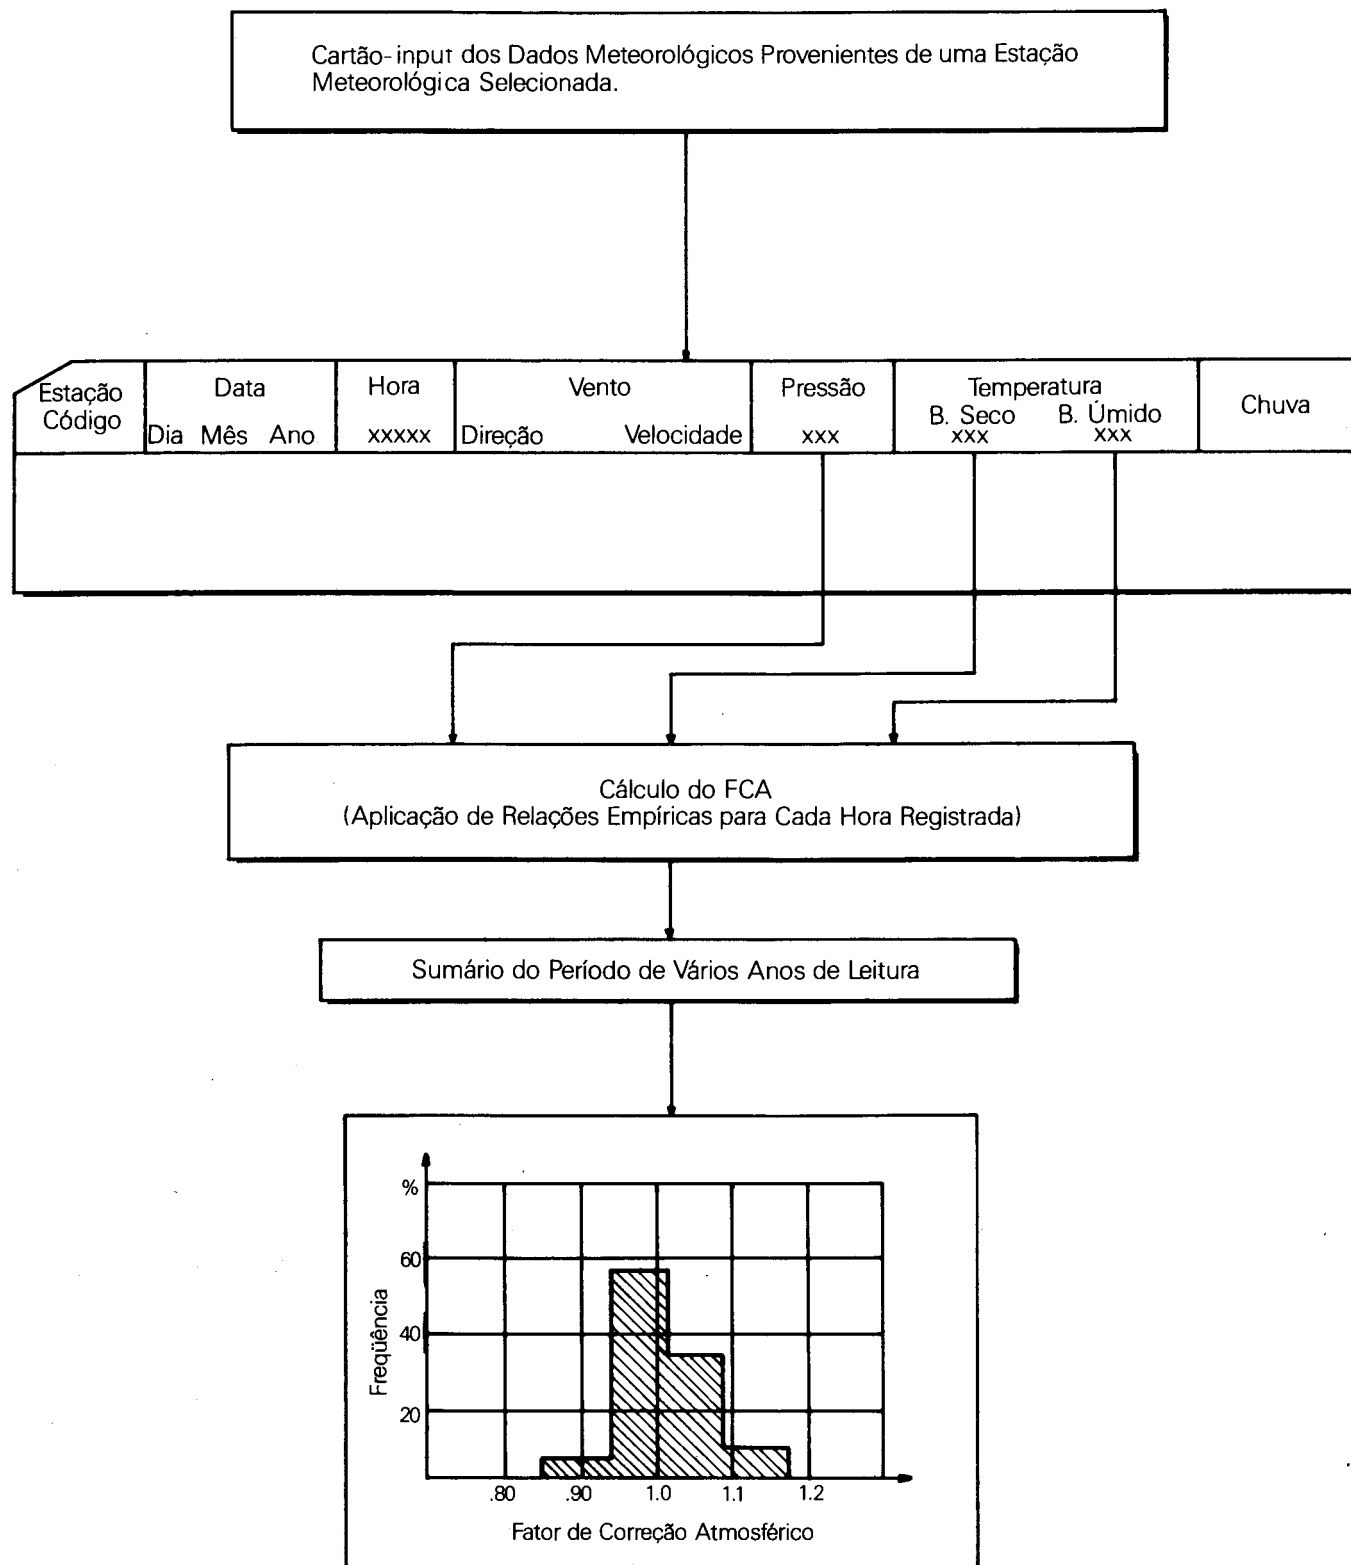 Cartão-input dos Dados Meteorológicos Provenientes de uma Estação
Meteorológica Selecionada.
Estação
Código
Data
Dia Mês Ano
Hora
xxxxx
Vento
Direção Velocidade
Pressão
xxx
Temperatura
B. Seco B. Úmido
xxx xxx
Chuva
Cálculo do FCA
(Aplicação de Relações Empíricas para Cada Hora Registrada)
Sumário do Período de Vários Anos de Leitura
%
60
40
20
Freqüência
.80 .90 1.0 1.1 1.2
Fator de Correção Atmosférico